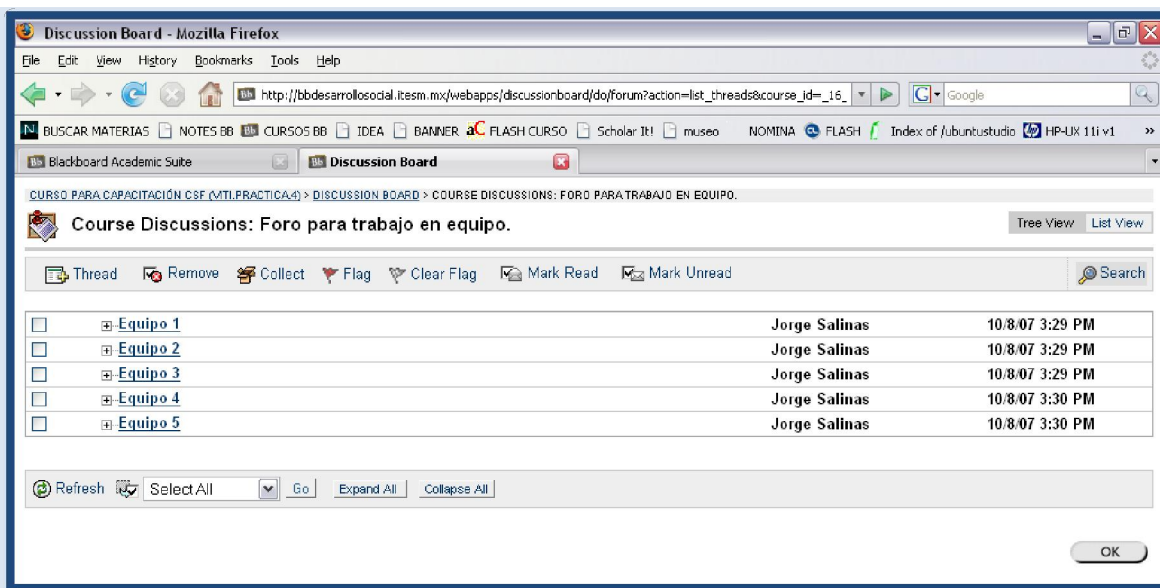 Discussion Board - Mozilla Firefox
File Edit View History Bookmarks Tools Help
http://bbdesarrollosocial.itesm.mx/webapps/discussionboard/do/forum?action=list_threads&course_id=_16_ Google
BUSCAR MATERIAS NOTES BB CURSOS BB IDEA BANNER aC FLASH CURSO Scholar It! museo NOMINA FLASH Index of /ubuntustudio HP-UX 11i v1 »
Blackboard Academic Suite Discussion Board
CURSO PARA CAPACITACIÓN CSF (MTI.PRACTICA.4) > DISCUSSION BOARD > COURSE DISCUSSIONS: FORO PARA TRABAJO EN EQUIPO.
Course Discussions: Foro para trabajo en equipo. Tree View List View
Thread Remove Collect Flag Clear Flag Mark Read Mark Unread Search
Equipo 1 Jorge Salinas 10/8/07 3:29 PM
Equipo 2 Jorge Salinas 10/8/07 3:29 PM
Equipo 3 Jorge Salinas 10/8/07 3:29 PM
Equipo 4 Jorge Salinas 10/8/07 3:30 PM
Equipo 5 Jorge Salinas 10/8/07 3:30 PM
Refresh Select All Go Expand All Collapse All
OK